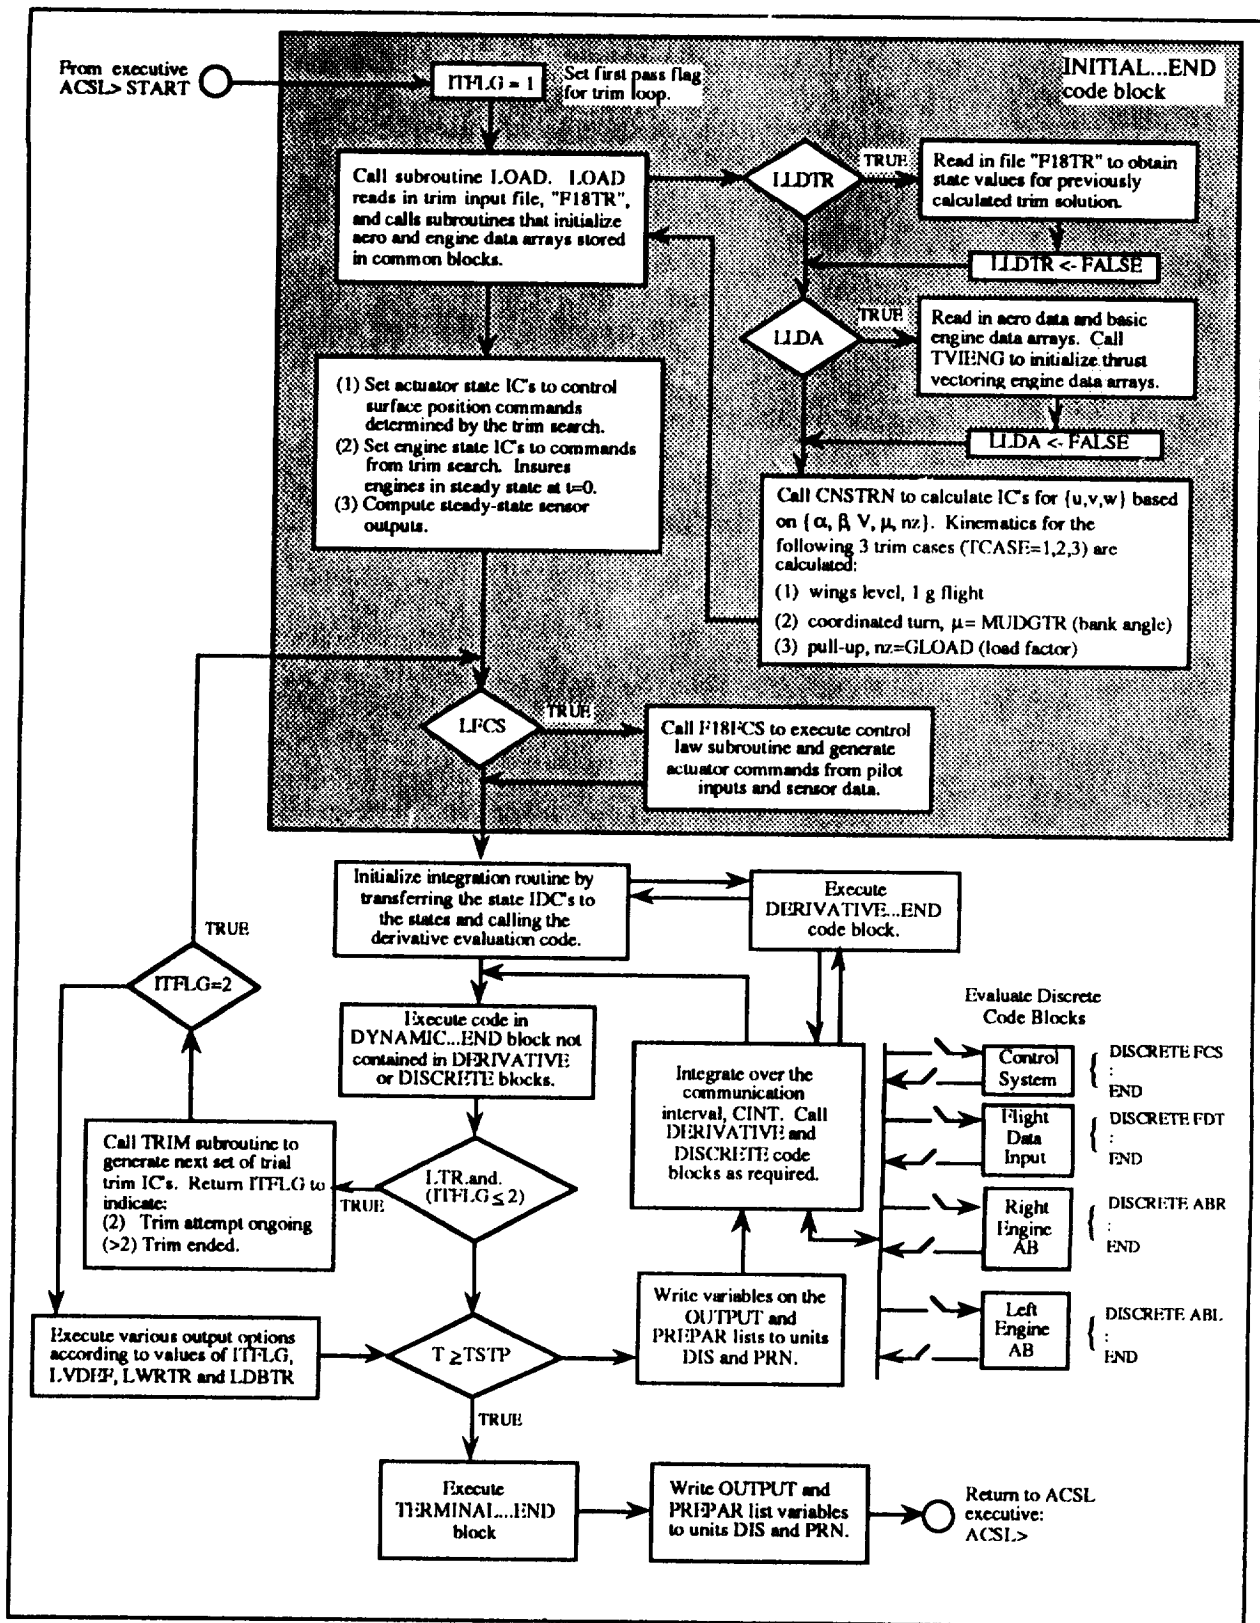 From executive
ACSL> START
ITFLG = 1
Set first pass flag
for trim loop.
INITIAL...END
code block
Call subroutine LOAD. LOAD
reads in trim input file, "F18TR",
and calls subroutines that initialize
aero and engine data arrays stored
in common blocks.
LLDTR
TRUE
Read in file "F18TR" to obtain
state values for previously
calculated trim solution.
LLDTR <- FALSE
LLDA
TRUE
Read in aero data and basic
engine data arrays. Call
TVIENG to initialize thrust
vectoring engine data arrays.
LLDA <- FALSE
(1) Set actuator state IC's to control
surface position commands
determined by the trim search.
(2) Set engine state IC's to commands
from trim search. Insures
engines in steady state at t=0.
(3) Compute steady-state sensor
outputs.
Call CNSTRN to calculate IC's for {u,v,w} based
on {α, β, V, μ, nz}. Kinematics for the
following 3 trim cases (TCASE=1,2,3) are
calculated:
(1) wings level, 1 g flight
(2) coordinated turn, μ= MUDGTR (bank angle)
(3) pull-up, nz=GLOAD (load factor)
LFCS
TRUE
Call F18FCS to execute control
law subroutine and generate
actuator commands from pilot
inputs and sensor data.
Initialize integration routine by
transferring the state IDC's to
the states and calling the
derivative evaluation code.
Execute
DERIVATIVE...END
code block.
TRUE
ITFLG=2
Execute code in
DYNAMIC...END block not
contained in DERIVATIVE
or DISCRETE blocks.
Integrate over the
communication
interval, CINT. Call
DERIVATIVE and
DISCRETE code
blocks as required.
Evaluate Discrete
Code Blocks
Control
System
{ DISCRETE FCS
:
END
Flight
Data
Input
{ DISCRETE FDT
:
END
Right
Engine
AB
{ DISCRETE ABR
:
END
Left
Engine
AB
{ DISCRETE ABL
:
END
Call TRIM subroutine to
generate next set of trial
trim IC's. Return ITFLG to
indicate:
(2) Trim attempt ongoing
(>2) Trim ended.
TRUE
LTR.and.
(ITFLG ≤ 2)
Write variables on the
OUTPUT and
PREPAR lists to units
DIS and PRN.
Execute various output options
according to values of ITFLG,
LVDEF, LWRTR and LDBTR
T ≥ TSTP
TRUE
Execute
TERMINAL...END
block
Write OUTPUT and
PREPAR list variables
to units DIS and PRN.
Return to ACSL
executive:
ACSL>